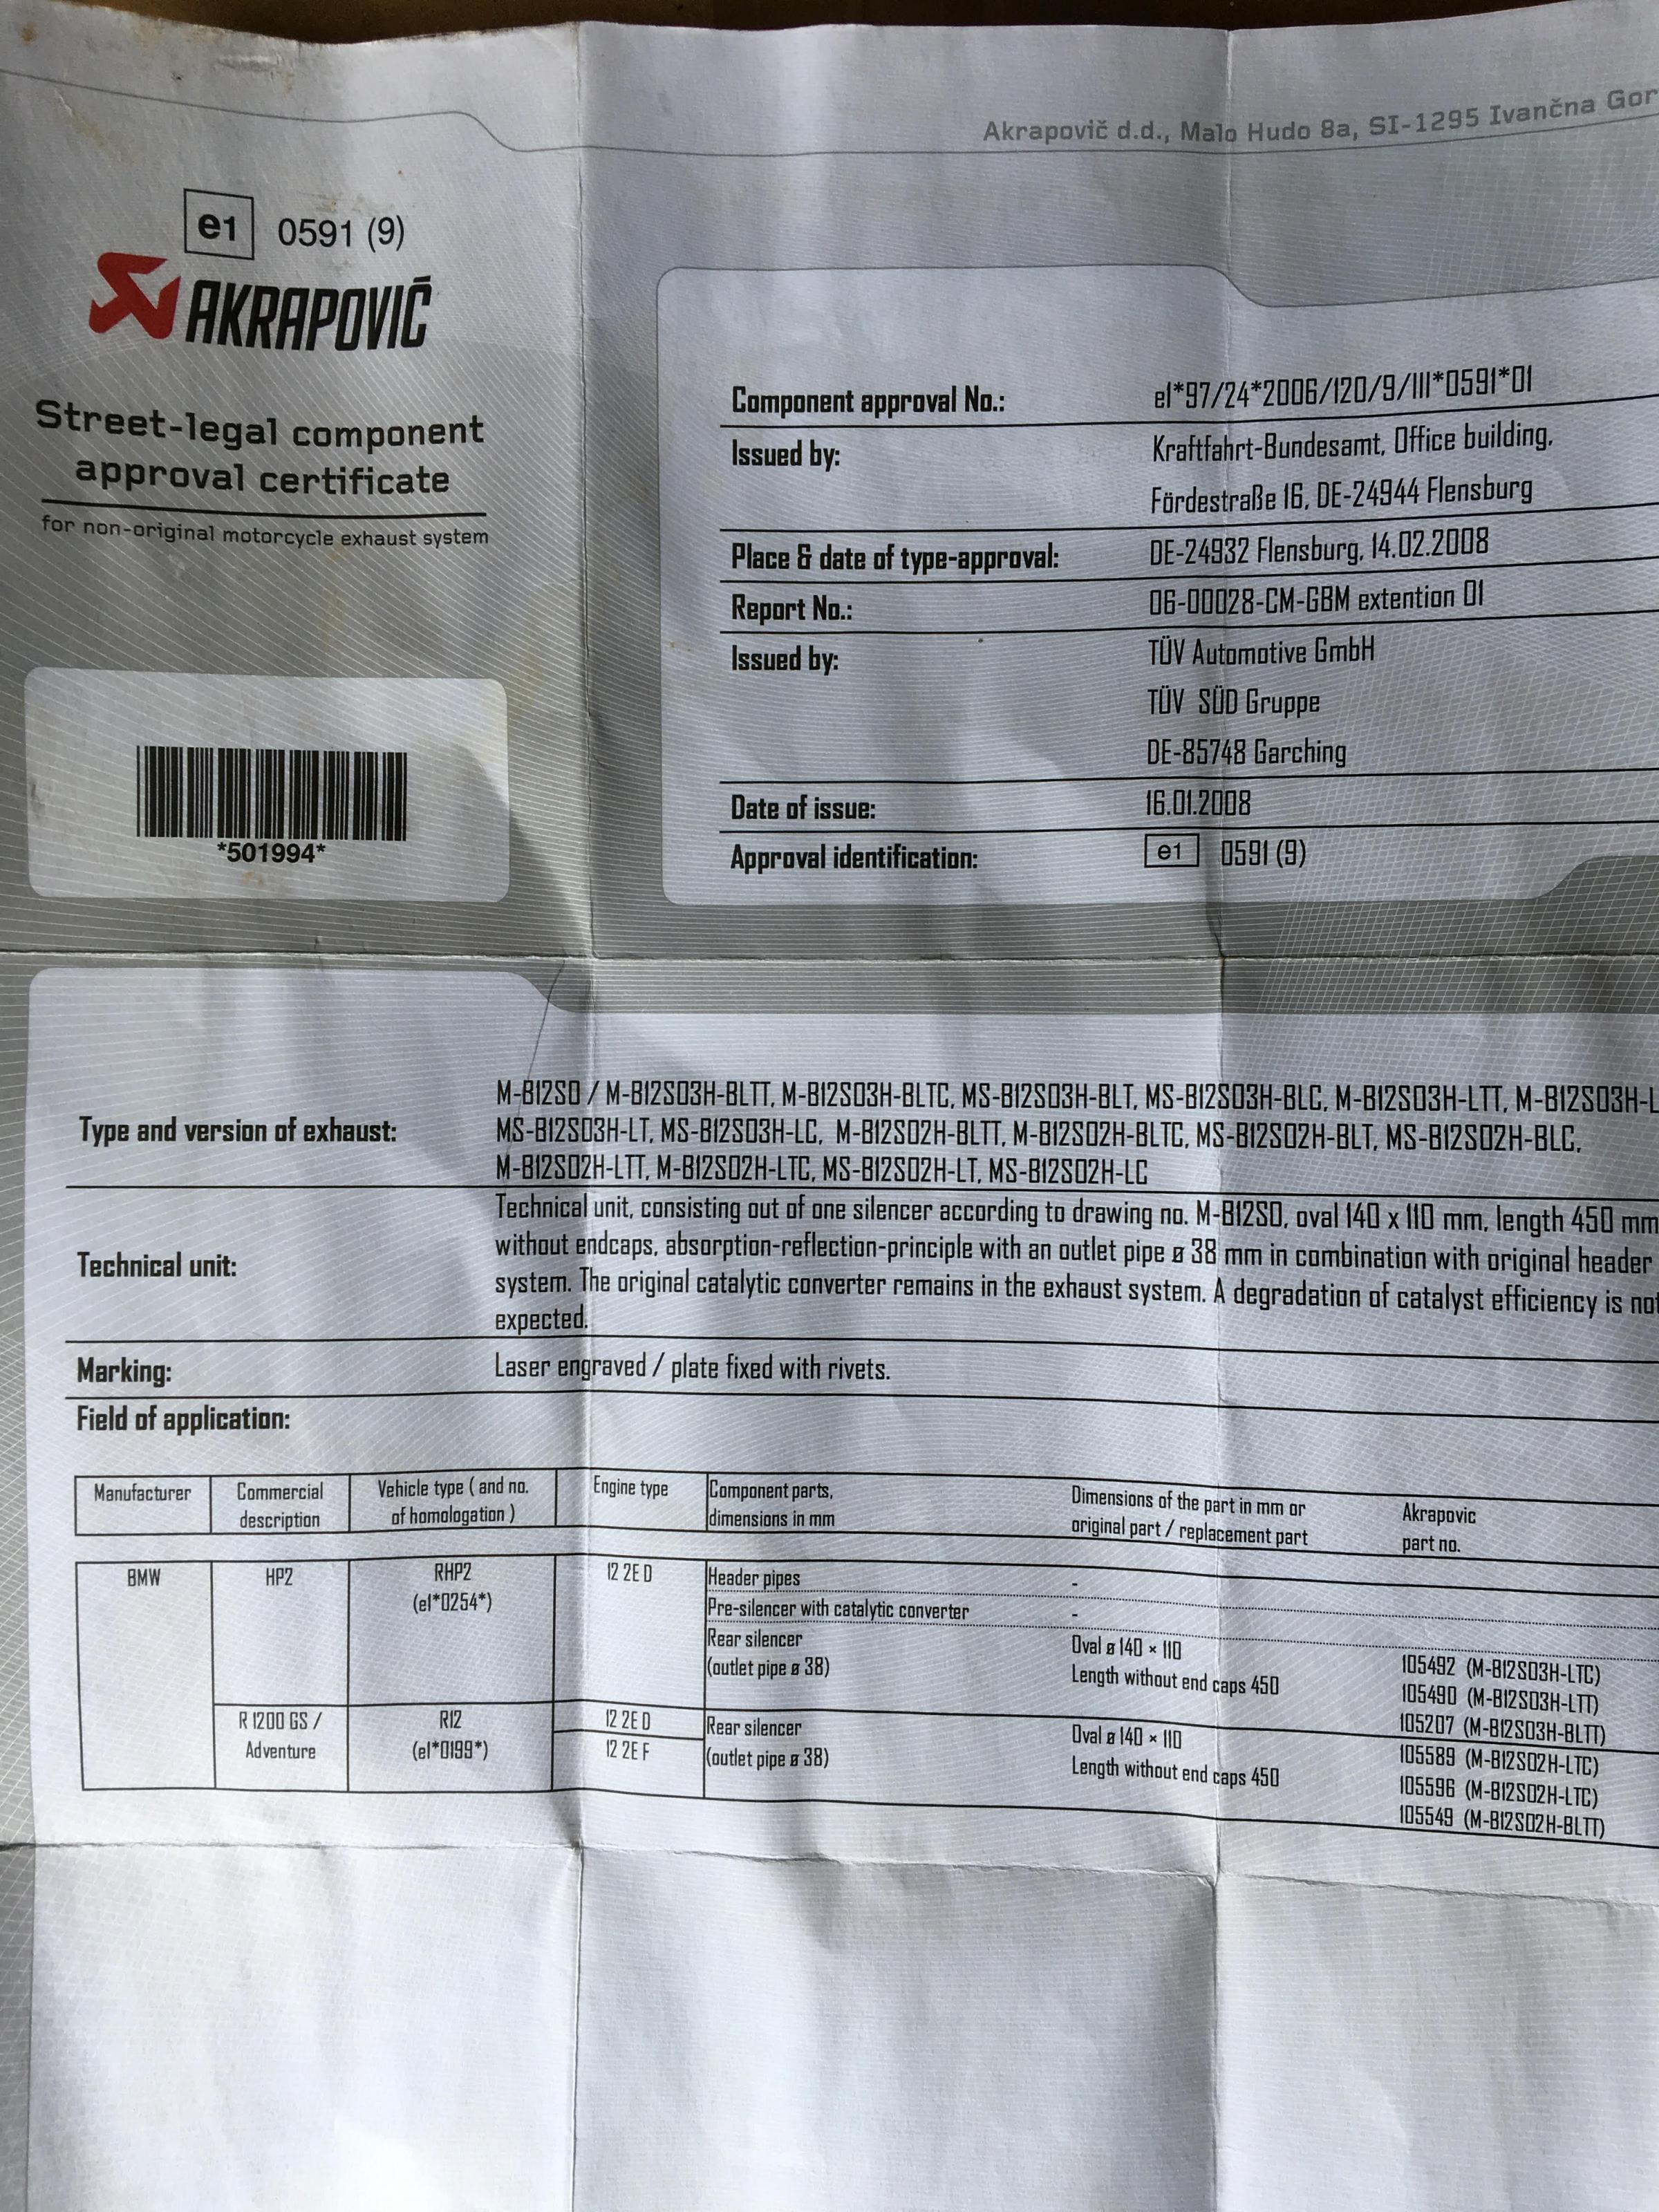 Akrapovič d.d., Malo Hudo 8a, SI-1295 Ivančna Gor
e1 0591 (9)
AKRAPOVIČ
Street-legal component
approval certificate
for non-original motorcycle exhaust system
*501994*
Component approval No.: e1*97/24*2006/120/9/III*0591*01
Issued by: Kraftfahrt-Bundesamt, Office building,
Fördestraße 16, DE-24944 Flensburg
Place & date of type-approval: DE-24932 Flensburg, 14.02.2008
Report No.: 06-00028-CM-GBM extention 01
Issued by: TÜV Automotive GmbH
TÜV SÜD Gruppe
DE-85748 Garching
Date of issue: 16.01.2008
Approval identification: e1 0591 (9)
Type and version of exhaust:
M-B12SO / M-B12SO3H-BLTT, M-B12SO3H-BLTC, MS-B12SO3H-BLT, MS-B12SO3H-BLC, M-B12SO3H-LTT, M-B12SO3H-L
MS-B12SO3H-LT, MS-B12SO3H-LC, M-B12SO2H-BLTT, M-B12SO2H-BLTC, MS-B12SO2H-BLT, MS-B12SO2H-BLC,
M-B12SO2H-LTT, M-B12SO2H-LTC, MS-B12SO2H-LT, MS-B12SO2H-LC
Technical unit:
Technical unit, consisting out of one silencer according to drawing no. M-B12SO, oval 140 x 110 mm, length 450 mm
without endcaps, absorption-reflection-principle with an outlet pipe ø 38 mm in combination with original header
system. The original catalytic converter remains in the exhaust system. A degradation of catalyst efficiency is not
expected.
Marking: Laser engraved / plate fixed with rivets.
Field of application:
Manufacturer
Commercial
description
Vehicle type ( and no.
of homologation )
Engine type
Component parts,
dimensions in mm
Dimensions of the part in mm or
original part / replacement part
Akrapovic
part no.
BMW
HP2
RHP2
(e1*0254*)
12 2E D
Header pipes -
Pre-silencer with catalytic converter -
Rear silencer
(outlet pipe ø 38)
Oval ø 140 × 110
Length without end caps 450
105492 (M-B12SO3H-LTC)
105490 (M-B12SO3H-LTT)
105207 (M-B12SO3H-BLTT)
R 1200 GS /
Adventure
R12
(e1*0199*)
12 2E D
12 2E F
Rear silencer
(outlet pipe ø 38)
Oval ø 140 × 110
Length without end caps 450
105589 (M-B12SO2H-LTC)
105596 (M-B12SO2H-LTC)
105549 (M-B12SO2H-BLTT)